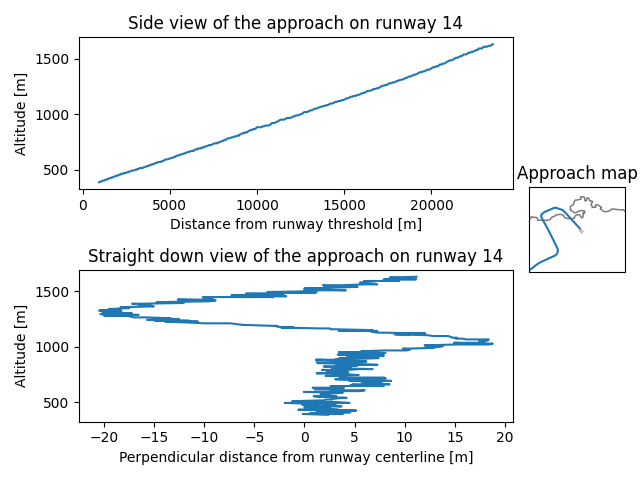 Side view of the approach on runway 14
1500
1000
500
Altitude [m]
0 5000 10000 15000 20000
Distance from runway threshold [m]
Approach map
Straight down view of the approach on runway 14
1500
1000
500
Altitude [m]
−20 −15 −10 −5 0 5 10 15 20
Perpendicular distance from runway centerline [m]